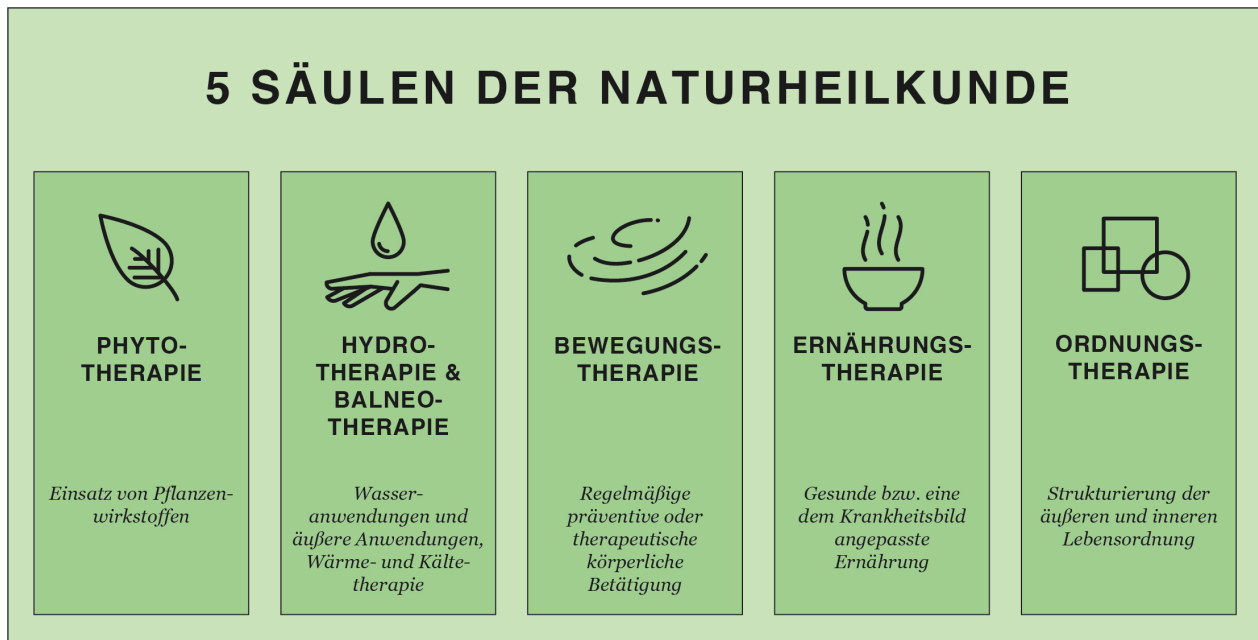 5 SÄULEN DER NATURHEILKUNDE
PHYTO-
THERAPIE
Einsatz von Pflanzen-
wirkstoffen
HYDRO-
THERAPIE &
BALNEO-
THERAPIE
Wasser-
anwendungen und
äußere Anwendungen,
Wärme- und Kälte-
therapie
BEWEGUNGS-
THERAPIE
Regelmäßige
präventive oder
therapeutische
körperliche
Betätigung
ERNÄHRUNGS-
THERAPIE
Gesunde bzw. eine
dem Krankheitsbild
angepasste
Ernährung
ORDNUNGS-
THERAPIE
Strukturierung der
äußeren und inneren
Lebensordnung